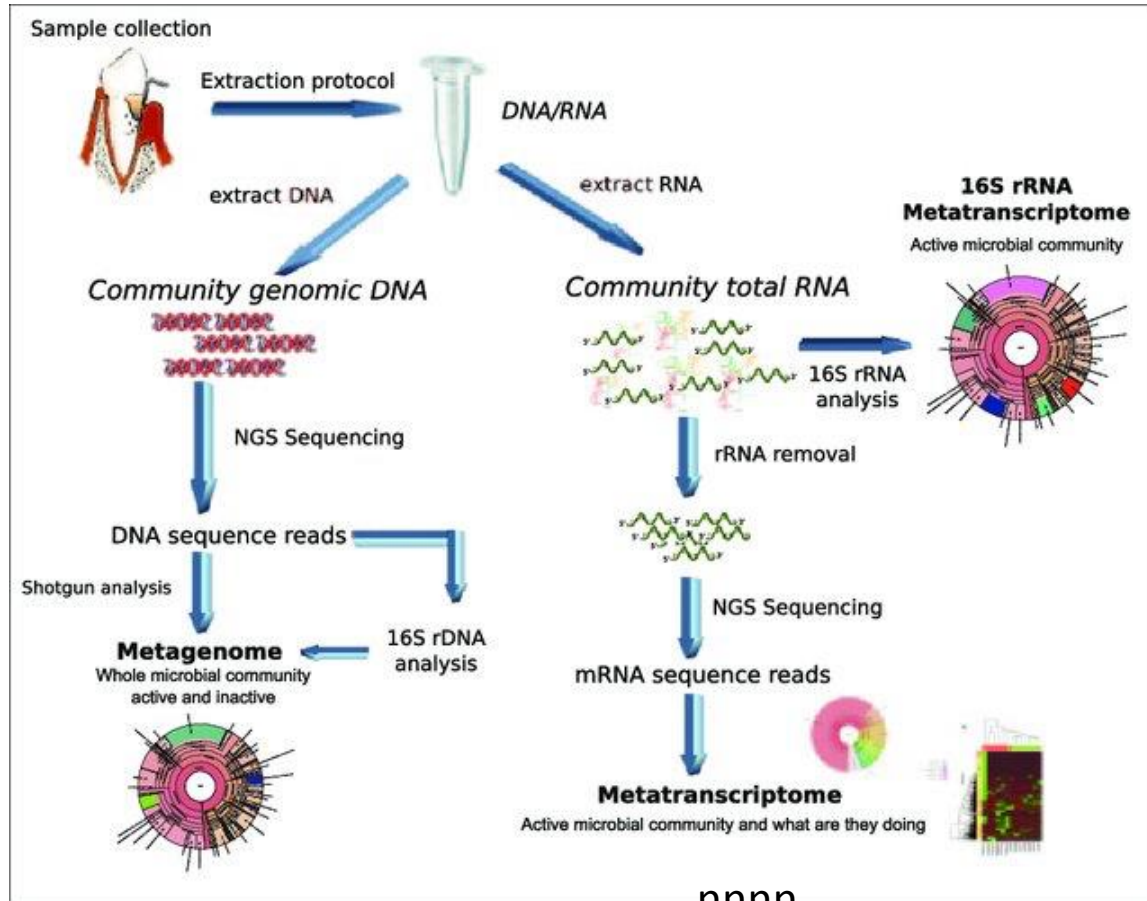 Sample collection
Extraction protocol
DNA/RNA
extract DNA
extract RNA
16S rRNA
Metatranscriptome
Active microbial community
Community genomic DNA
Community total RNA
16S rRNA
analysis
NGS Sequencing
rRNA removal
DNA sequence reads
Shotgun analysis
NGS Sequencing
16S rDNA
analysis
Metagenome
Whole microbial community
active and inactive
mRNA sequence reads
Metatranscriptome
Active microbial community and what are they doing